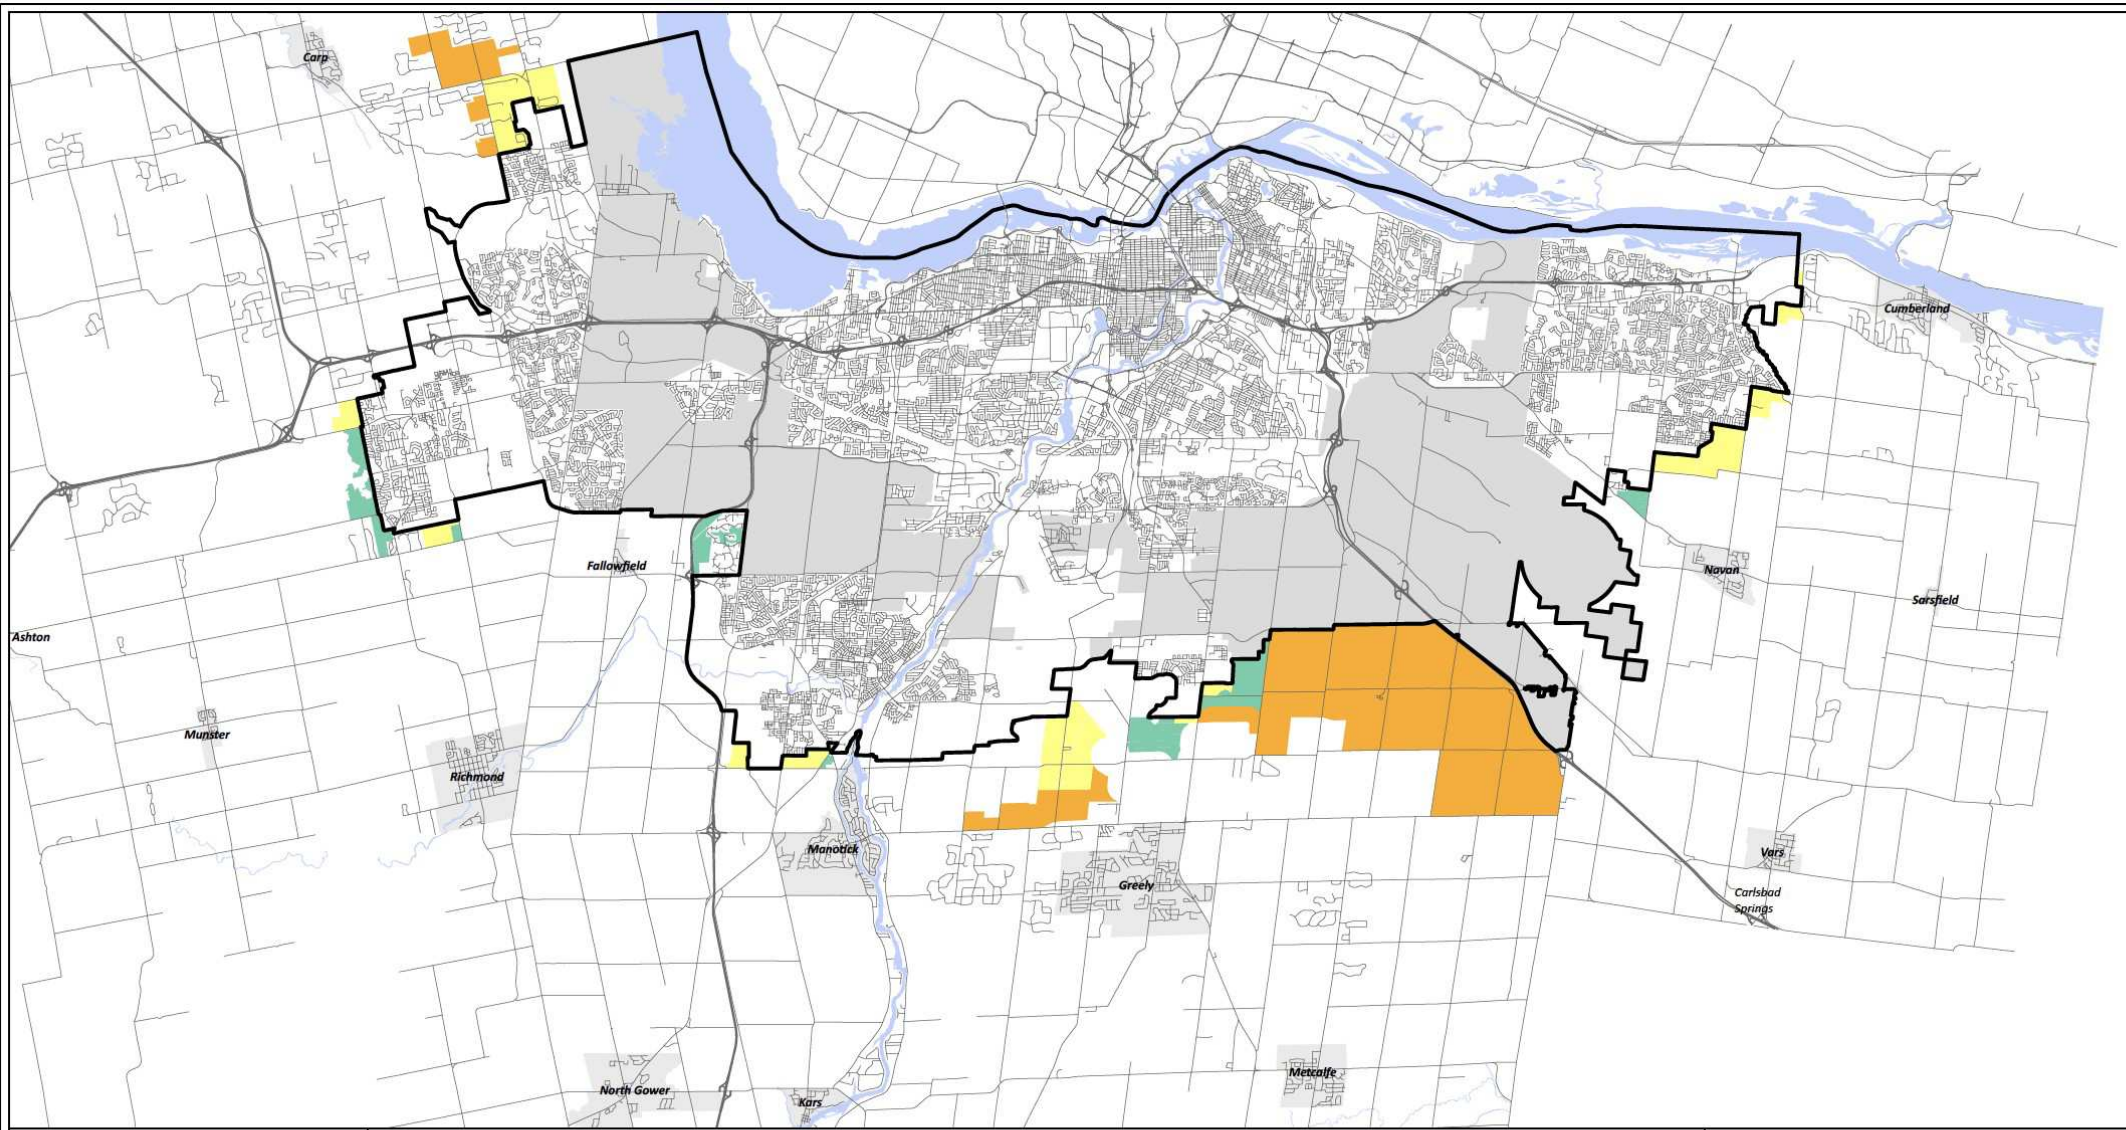 Carp
Cumberland
Fallowfield
Navan
Sarsfield
Ashton
Munster
Richmond
Manotick
Vars
Greely
Carlsbad
Springs
Metcalfe
North Gower
Kars